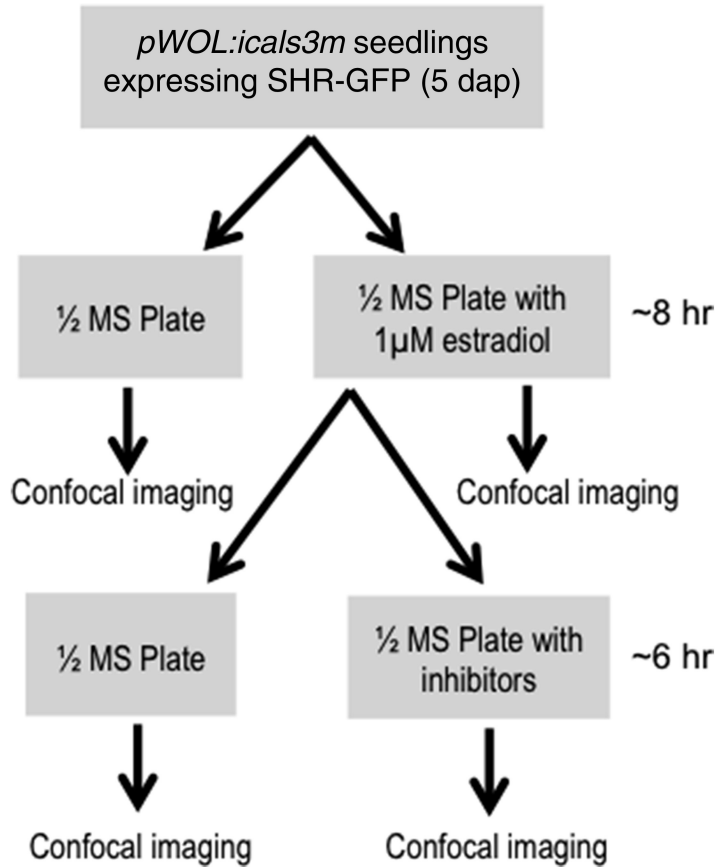 pWOL:icals3m seedlings
expressing SHR-GFP (5 dap)
½ MS Plate
½ MS Plate with
1µM estradiol
~8 hr
Confocal imaging
Confocal imaging
½ MS Plate
½ MS Plate with
inhibitors
~6 hr
Confocal imaging
Confocal imaging